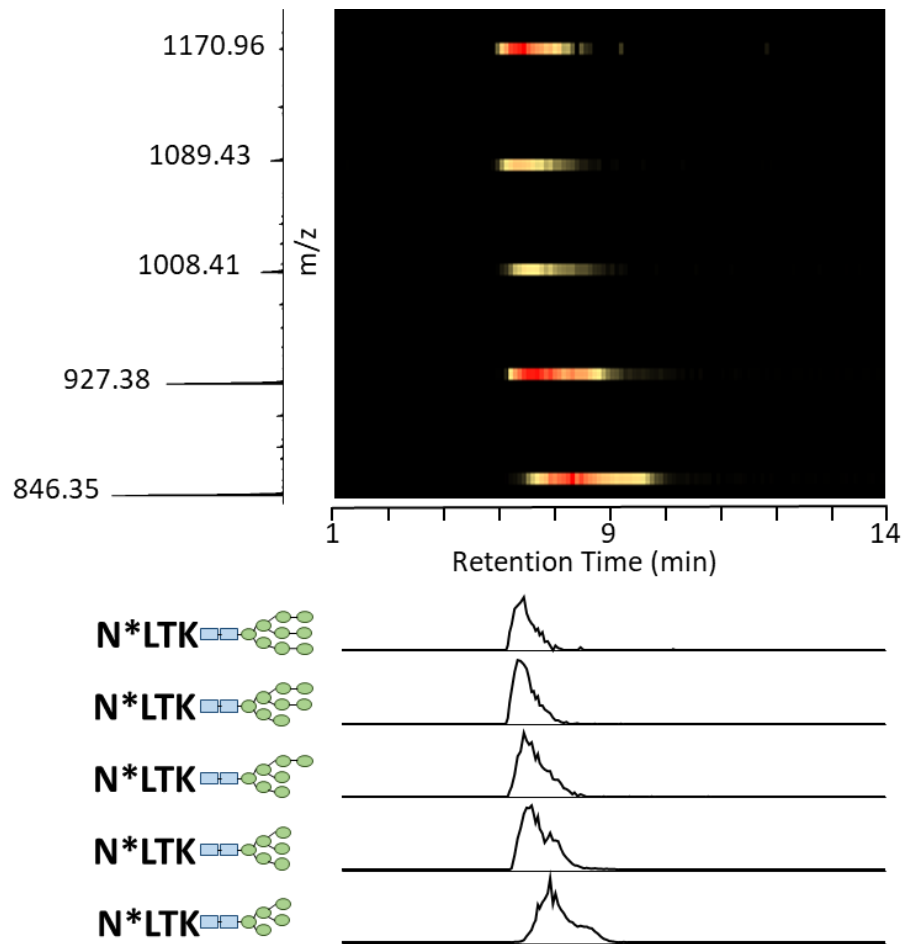 1170.96
1089.43
1008.41
927.38
846.35
m/z
1 9 14
Retention Time (min)
N*LTK
N*LTK
N*LTK
N*LTK
N*LTK